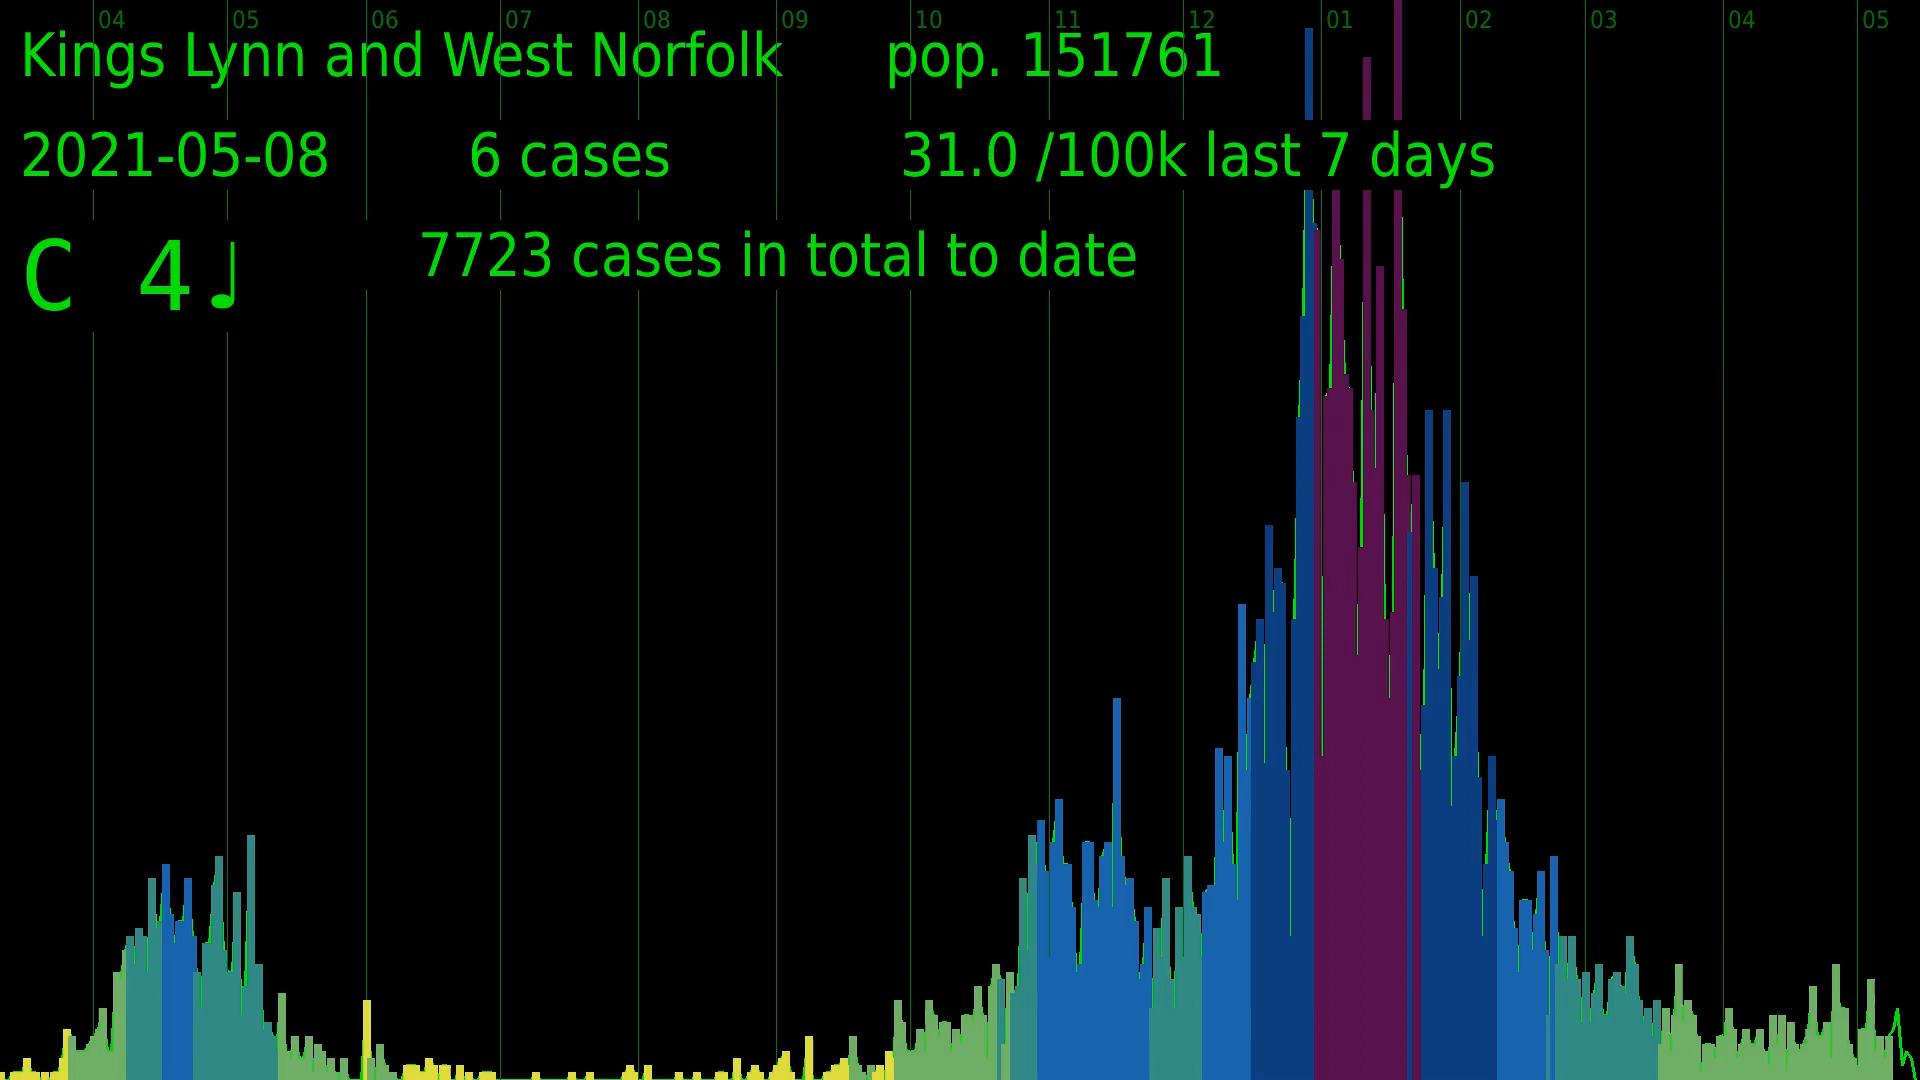 04 05 06 07 08 09 10 11 12 01 02 03 04 05
Kings Lynn and West Norfolk pop. 151761
2021-05-08 6 cases 31.0 /100k last 7 days
C 4♩ 7723 cases in total to date